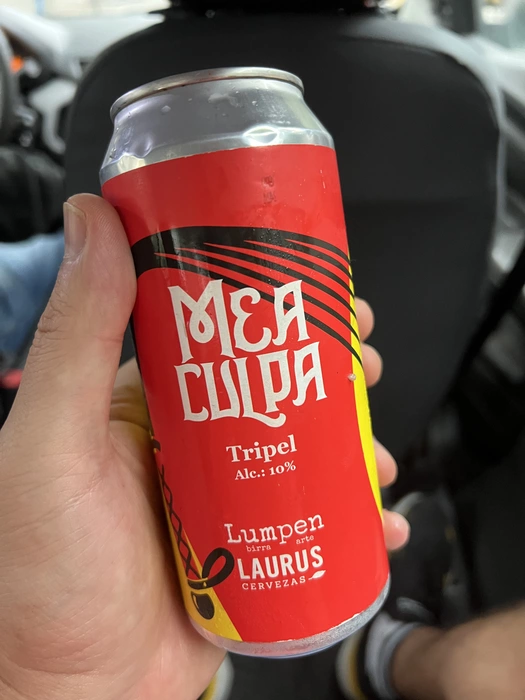 MEA
CULPA
Tripel
Alc.: 10%
Lumpen
birra arte
LAURUS
CERVEZAS